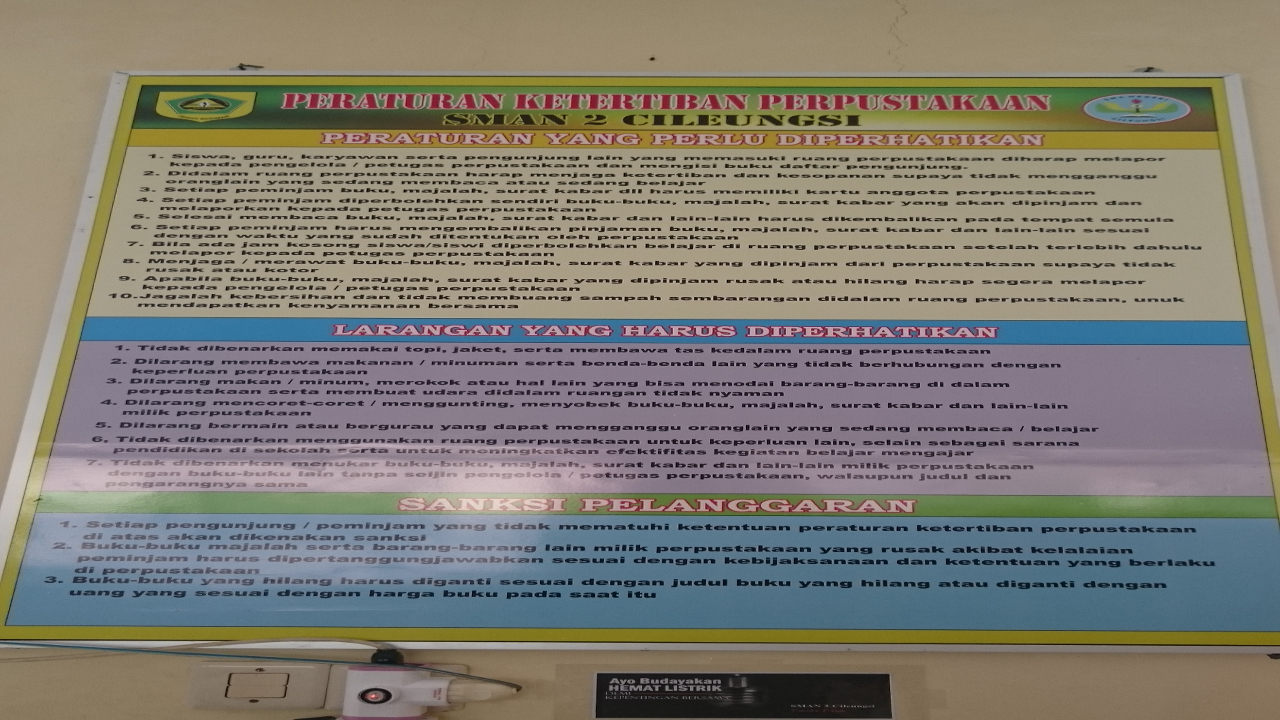 PERATURAN KETERTIBAN PERPUSTAKAAN
SMAN 2 CILEUNGSI
PERATURAN YANG PERLU DIPERHATIKAN
1. Siswa, guru, karyawan serta pengunjung lain yang memasuki ruang perpustakaan diharap melapor
kepada pengelola / petugas perpustakaan dan mengisi buku daftar pengunjung.
2. Didalam ruang perpustakaan harap menjaga ketertiban dan kesopanan supaya tidak mengganggu
oranglain yang sedang membaca atau sedang belajar
3. Setiap peminjam buku, majalah, surat kabar dll harus memiliki kartu anggota perpustakaan
4. Setiap peminjam diperbolehkan sendiri buku-buku, majalah, surat kabar yang akan dipinjam dan
melaporkan kepada petugas perpustakaan
5. Selesai membaca buku, majalah, surat kabar dan lain-lain harus dikembalikan pada tempat semula
6. Setiap peminjam harus mengembalikan pinjaman buku, majalah, surat kabar dan lain-lain sesuai
dengan waktu yang sudah ditentukan oleh perpustakaan
7. Bila ada jam kosong siswa/siswi diperbolehkan belajar di ruang perpustakaan setelah terlebih dahulu
melapor kepada petugas perpustakaan
8. Menjaga / merawat buku-buku, majalah, surat kabar yang dipinjam dari perpustakaan supaya tidak
rusak atau kotor
9. Apabila buku-buku, majalah, surat kabar yang dipinjam rusak atau hilang harap segera melapor
kepada pengelola / petugas perpustakaan
10. Jagalah kebersihan dan tidak membuang sampah sembarangan didalam ruang perpustakaan, unuk
mendapatkan kenyamanan bersama
LARANGAN YANG HARUS DIPERHATIKAN
1. Tidak dibonarkan memakai topi, jaket, serta membawa tas kedalam ruang perpustakaan
2. Dilarang membawa makanan / minuman serta benda-benda lain yang tidak berhubungan dengan
keperluan perpustakaan
3. Dilarang makan / minum, merokok atau hal lain yang bisa menodai barang-barang di dalam
perpustakaan serta membuat udara didalam ruangan tidak nyaman
4. Dilarang mencoret-coret / menggunting, menyobek buku-buku, majalah, surat kabar dan lain-lain
milik perpustakaan
5. Dilarang bermain atau bergurau yang dapat mengganggu oranglain yang sedang membaca / belajar
6, Tidak dibenarkan menggunakan ruang perpustakaan untuk keperluan lain, selain sebagai sarana
pendidikan di sekolah serta untuk meningkatkan efektifitas kegiatan belajar mengajar
7. Tidak dibenarkan menukar buku-buku, majalah, surat kabar dan lain-lain milik perpustakaan
dengan buku-buku lain tanpa seijin pengelola / petugas perpustakaan, walaupun judul dan
pengarangnya sama
SANKSI PELANGGARAN
1. Setiap pengunjung / peminjam yang tidak mematuhi ketentuan peraturan ketertiban perpustakaan
di atas akan dikenakan sanksi
2. Buku-buku majalah serta barang-barang lain milik perpustakaan yang rusak akibat kelalaian
peminjam harus dipertanggungjawabkan sesuai dengan kebijaksanaan dan ketentuan yang berlaku
di perpustakaan
3. Buku-buku yang hilang harus diganti sesuai dengan judul buku yang hilang atau diganti dengan
uang yang sesuai dengan harga buku pada saat itu
Ayo Budayakan
HEMAT LISTRIK
DEMI
KEPENTINGAN BERSAMA
SMAN 2 Cileungsi